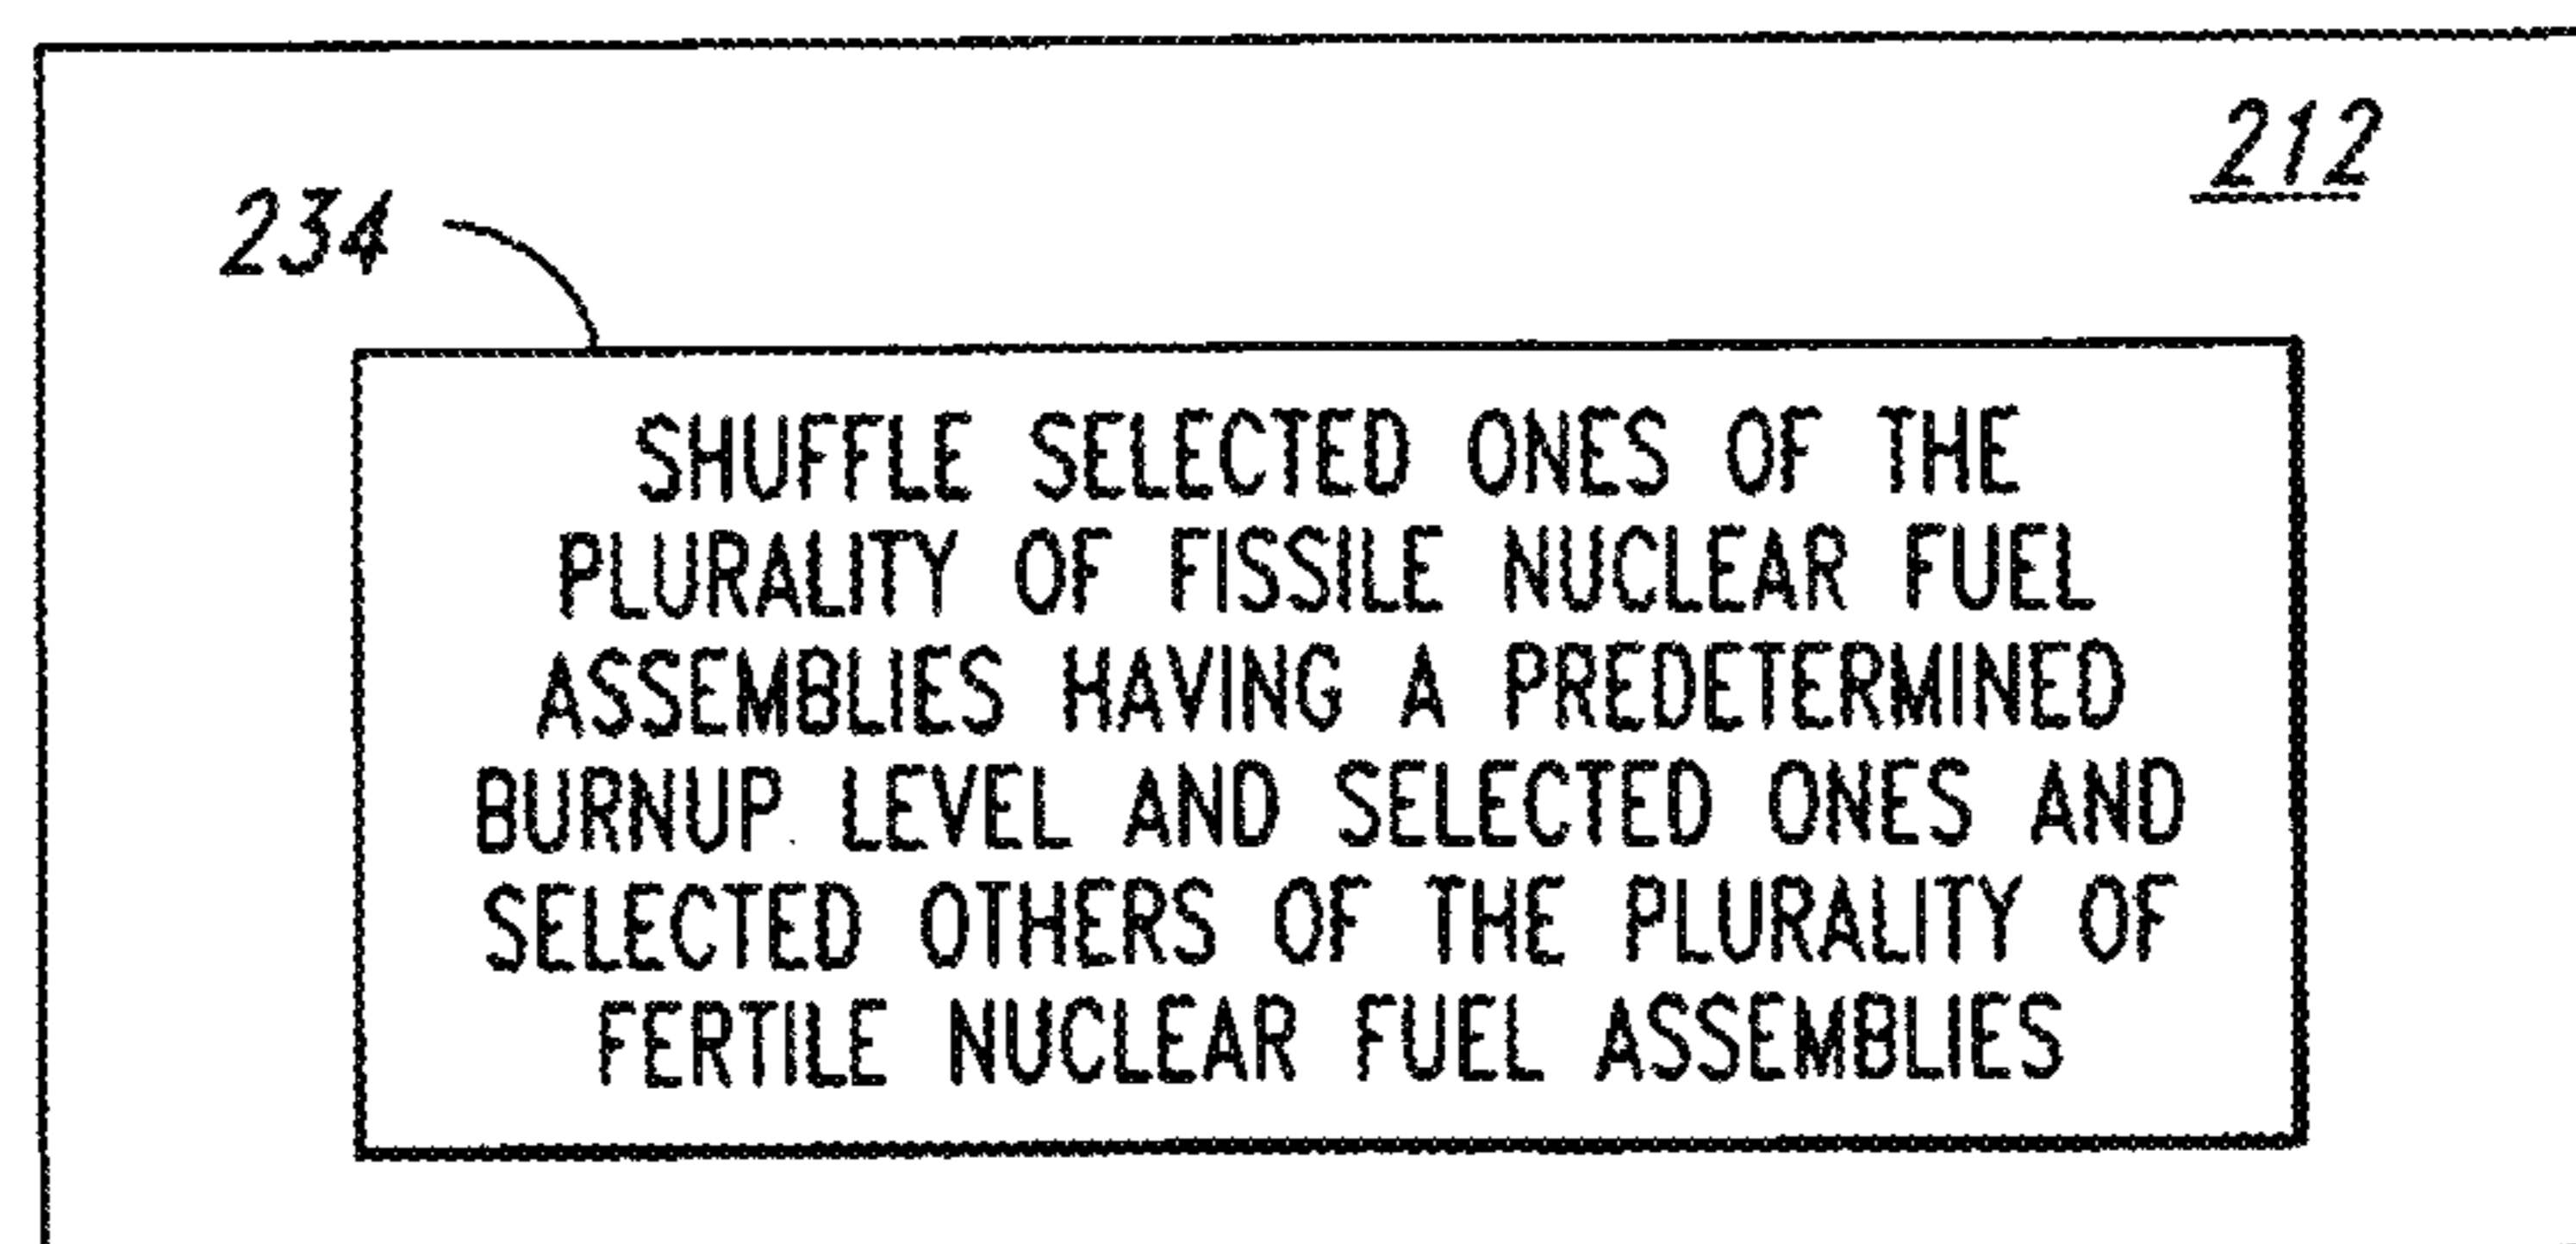 212
234
SHUFFLE SELECTED ONES OF THE
PLURALITY OF FISSILE NUCLEAR FUEL
ASSEMBLIES HAVING A PREDETERMINED
BURNUP LEVEL AND SELECTED ONES AND
SELECTED OTHERS OF THE PLURALITY OF
FERTILE NUCLEAR FUEL ASSEMBLIES